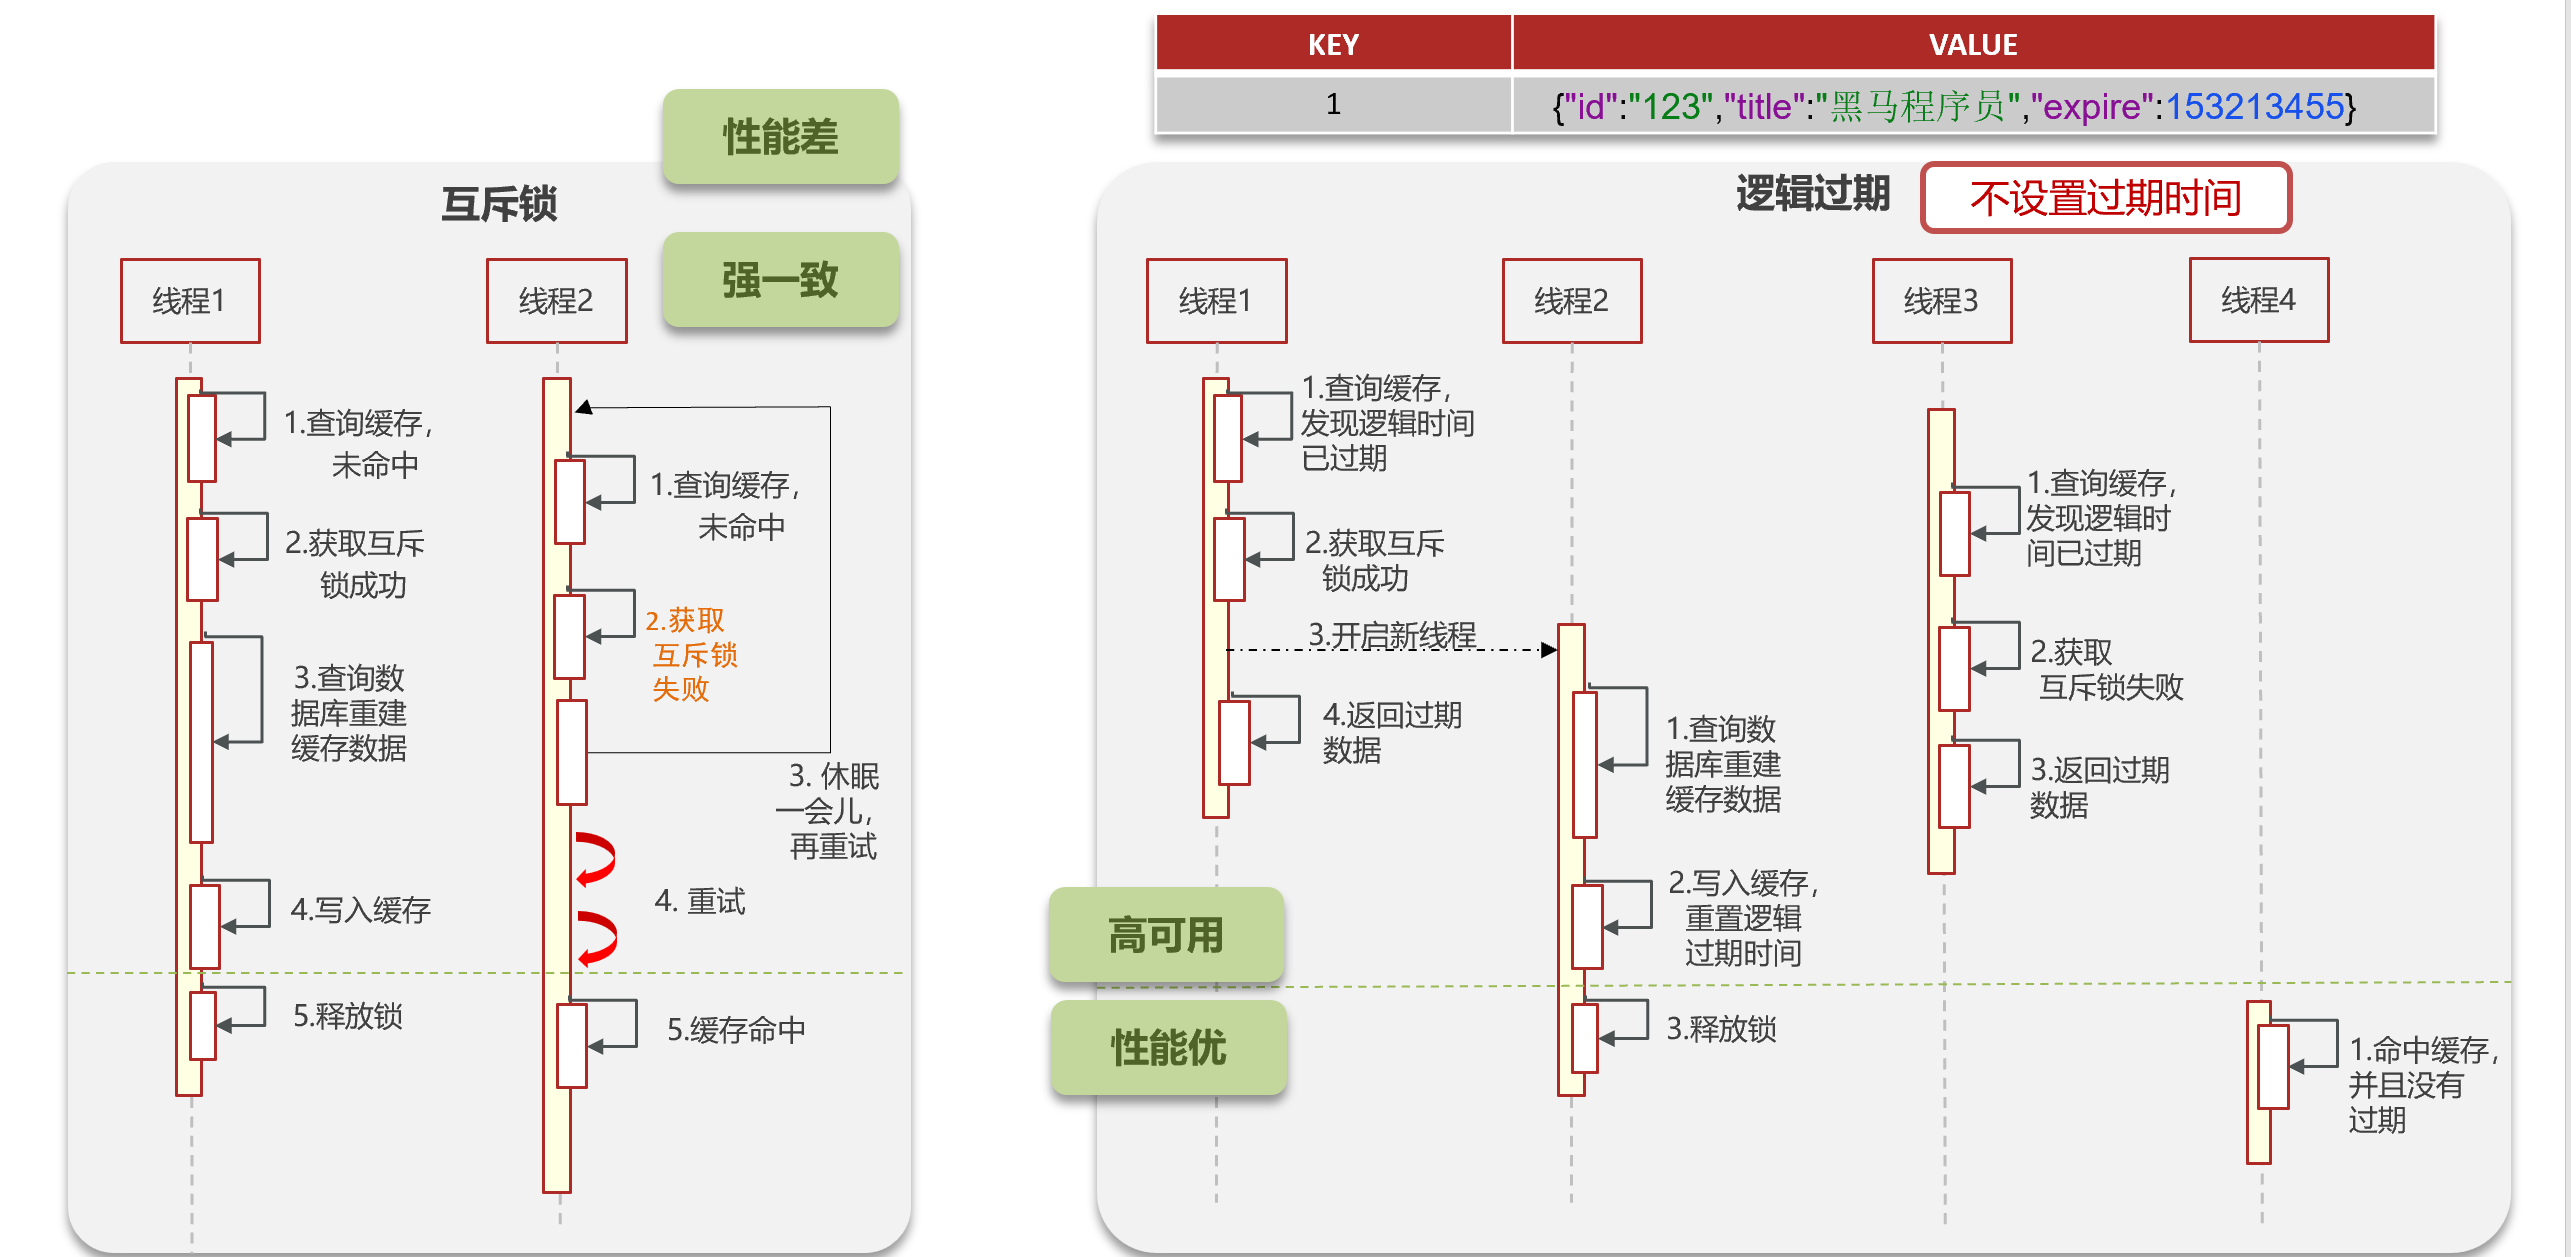 KEY
VALUE
1
{"id":"123","title":"黑马程序员","expire":153213455}
性能差
互斥锁
强一致
线程1
线程2
1.查询缓存，
未命中
2.获取互斥
锁成功
3.查询数
据库重建
缓存数据
4.写入缓存
5.释放锁
1.查询缓存，
未命中
2.获取
互斥锁
失败
3. 休眠
一会儿，
再重试
4. 重试
5.缓存命中
逻辑过期
不设置过期时间
线程1
线程2
线程3
线程4
1.查询缓存，
发现逻辑时间
已过期
2.获取互斥
锁成功
3.开启新线程
4.返回过期
数据
高可用
性能优
1.查询数
据库重建
缓存数据
2.写入缓存，
重置逻辑
过期时间
3.释放锁
1.查询缓存，
发现逻辑时
间已过期
2.获取
互斥锁失败
3.返回过期
数据
1.命中缓存，
并且没有
过期